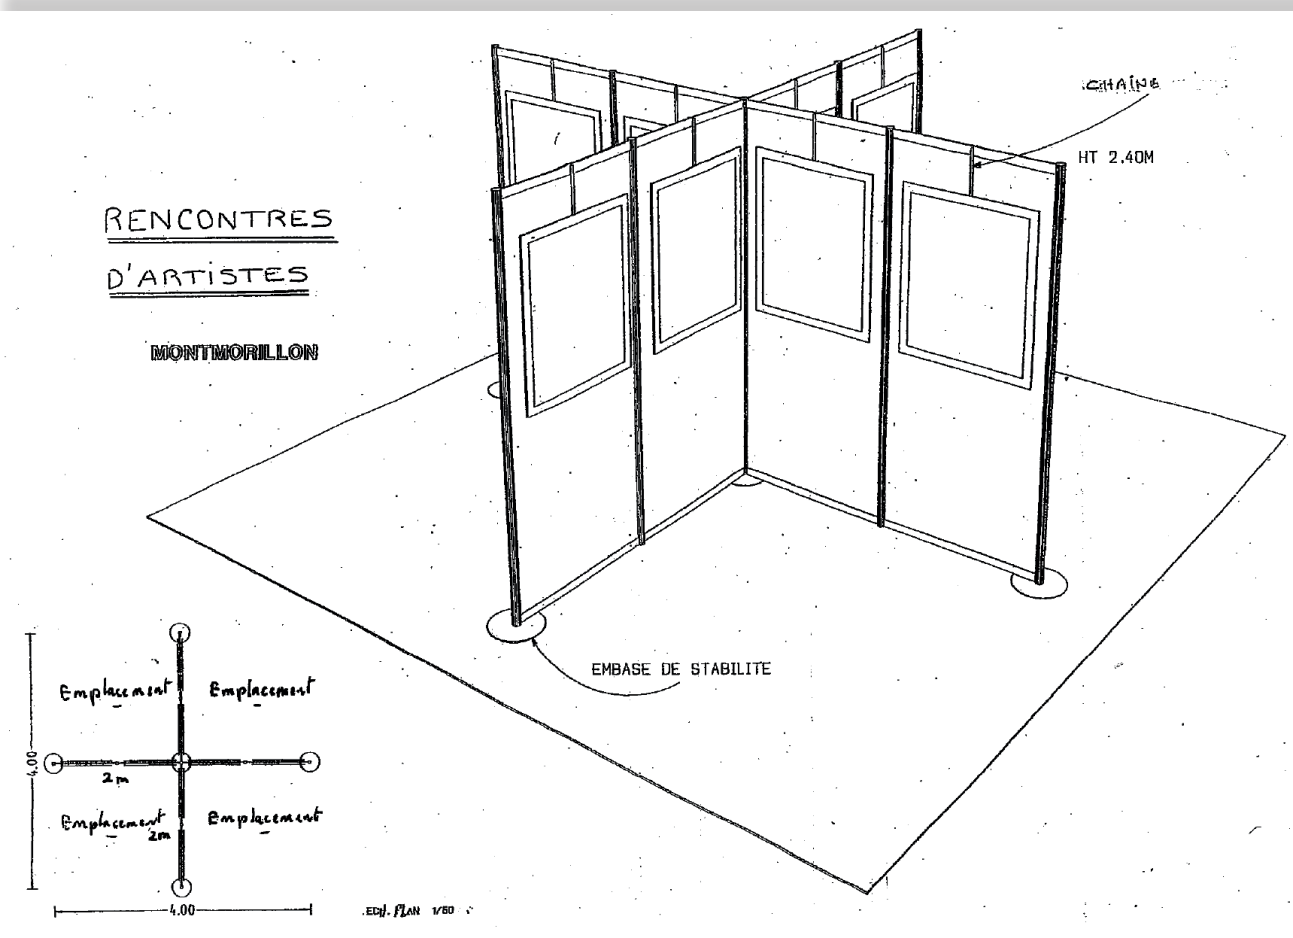 RENCONTRES
D'ARTISTES
MONTMORILLON
CHAÎNE
HT 2.40M
EMBASE DE STABILITE
Emplacement Emplacement
4.00
2m
Emplacement Emplacement
2m
4.00
ECH. PLAN 1/50